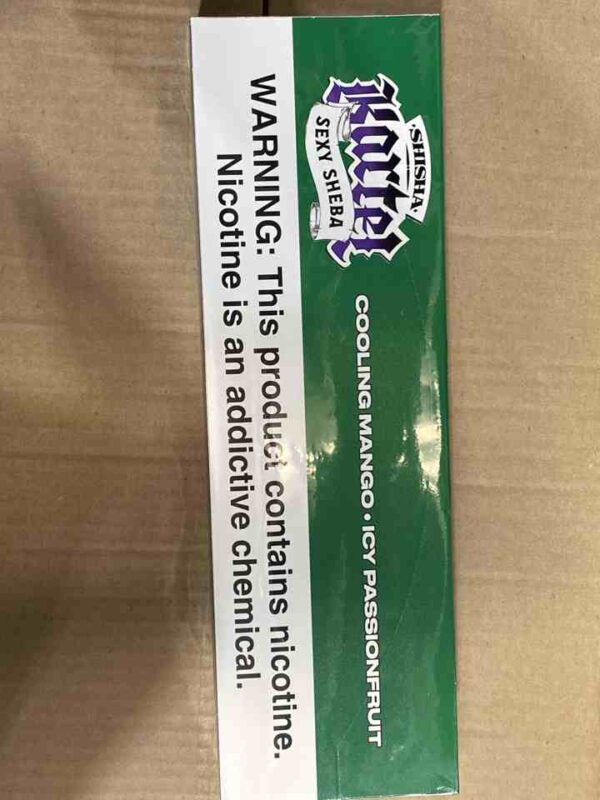 SHISHA
Kartel
SEXY SHEBA
COOLING MANGO • ICY PASSIONFRUIT
WARNING: This product contains nicotine.
Nicotine is an addictive chemical.